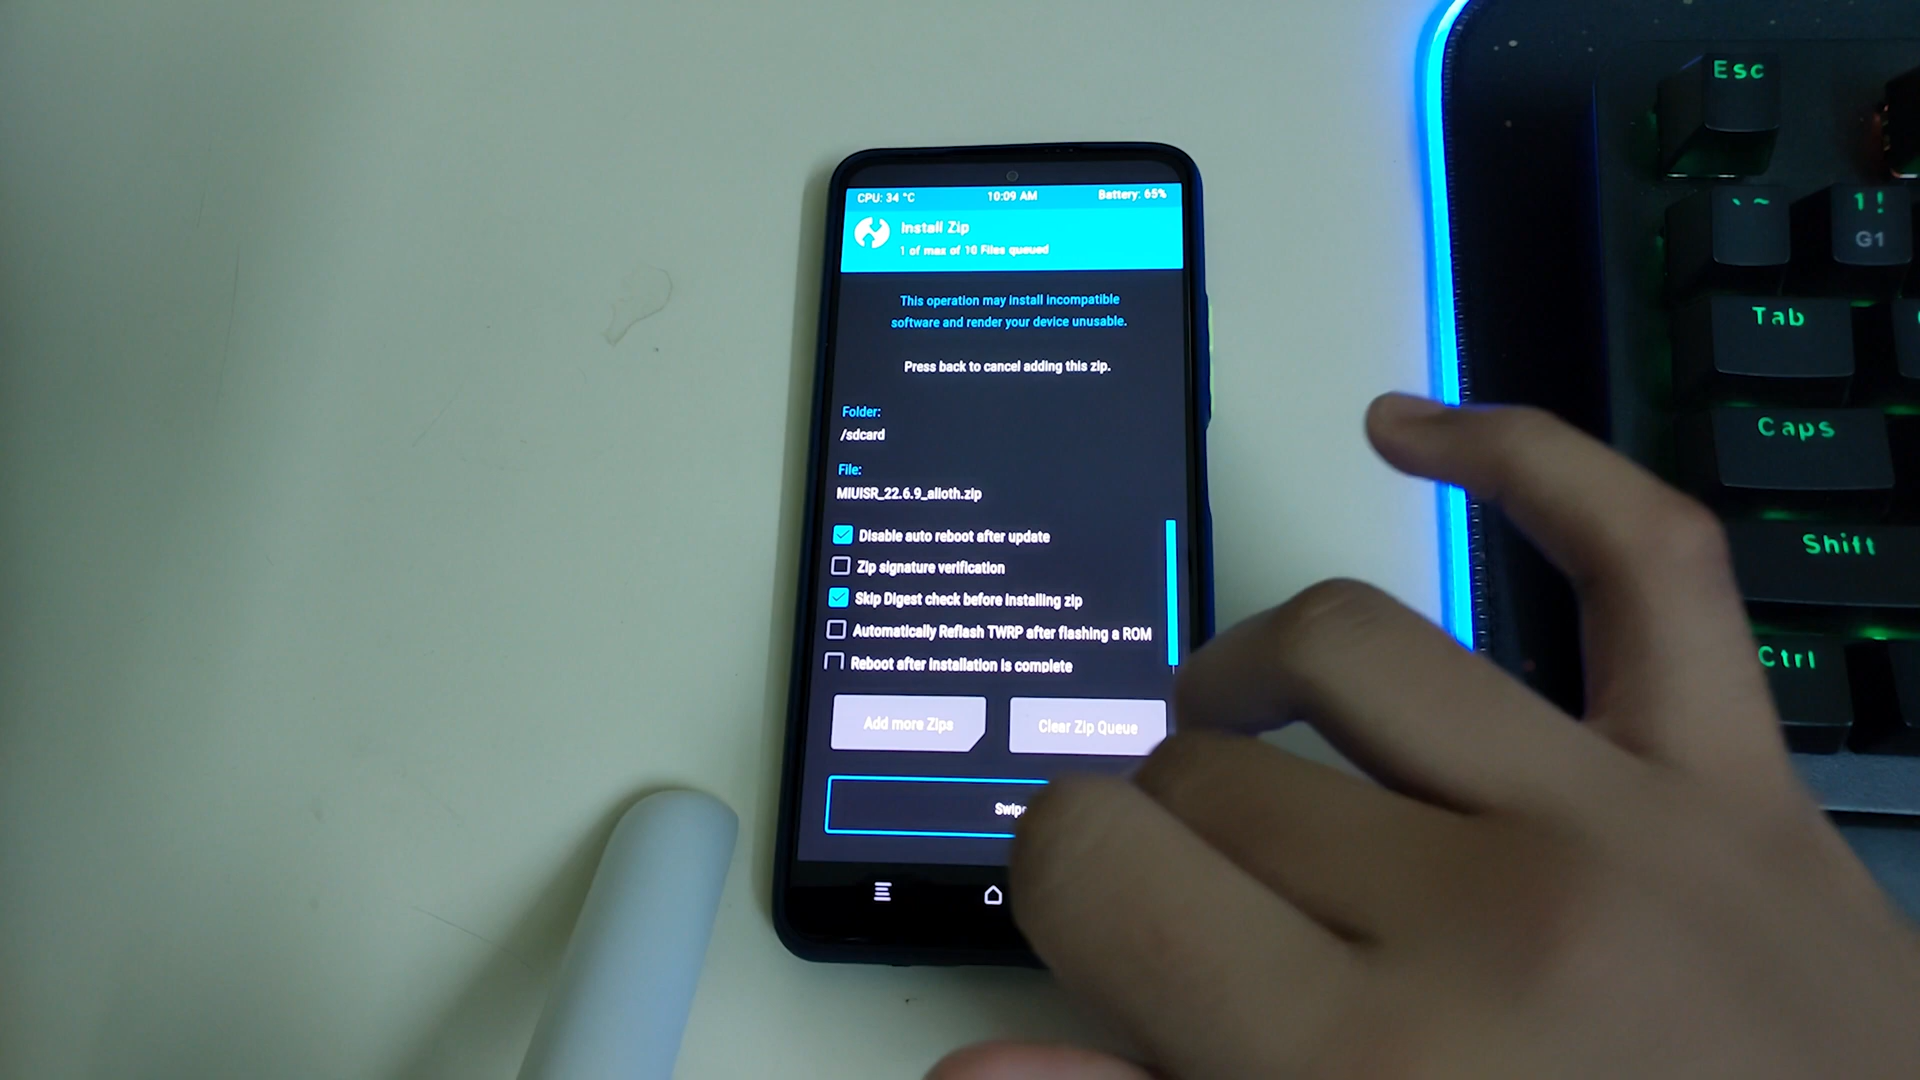 CPU: 34 °C 10:09 AM Battery: 65%
Install Zip
1 of max of 10 Files queued
This operation may install incompatible
software and render your device unusable.
Press back to cancel adding this zip.
Folder:
/sdcard
File:
MIUISR_22.6.9_alioth.zip
Disable auto reboot after update
Zip signature verification
Skip Digest check before installing zip
Automatically Reflash TWRP after flashing a ROM
Reboot after installation is complete
Add more Zips
Clear Zip Queue
Esc
` ~
1 !
G1
Tab
Caps
Shift
Ctrl